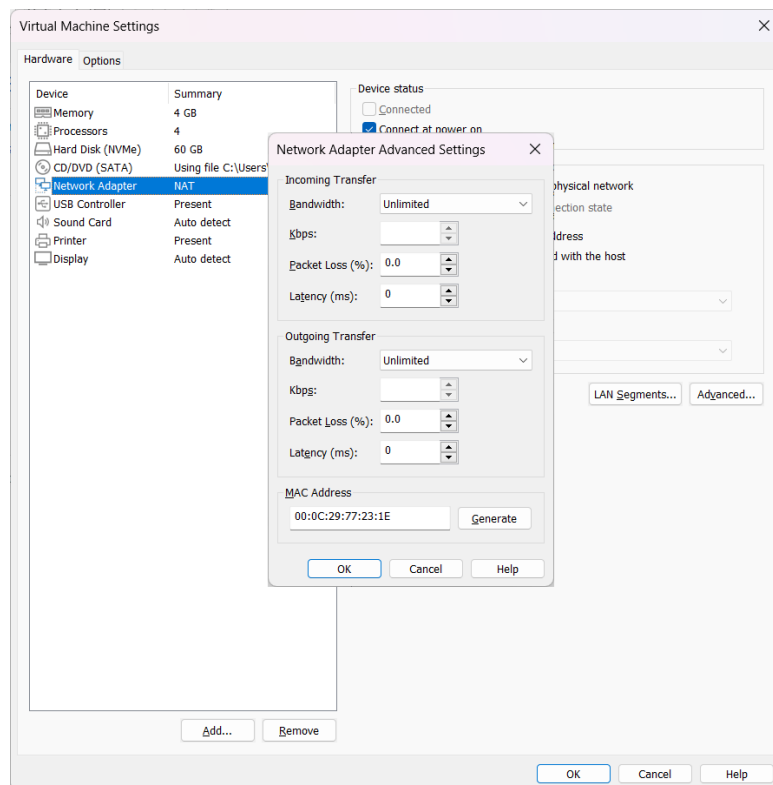 Virtual Machine Settings
Hardware Options
Device Summary
Memory 4 GB
Processors 4
Hard Disk (NVMe) 60 GB
CD/DVD (SATA) Using file C:\Users\
Network Adapter NAT
USB Controller Present
Sound Card Auto detect
Printer Present
Display Auto detect
Add... Remove
Device status
Connected
Connect at power on
physical network
ection state
ddress
d with the host
LAN Segments... Advanced...
Network Adapter Advanced Settings
Incoming Transfer
Bandwidth: Unlimited
Kbps:
Packet Loss (%): 0.0
Latency (ms): 0
Outgoing Transfer
Bandwidth: Unlimited
Kbps:
Packet Loss (%): 0.0
Latency (ms): 0
MAC Address
00:0C:29:77:23:1E Generate
OK Cancel Help
OK Cancel Help